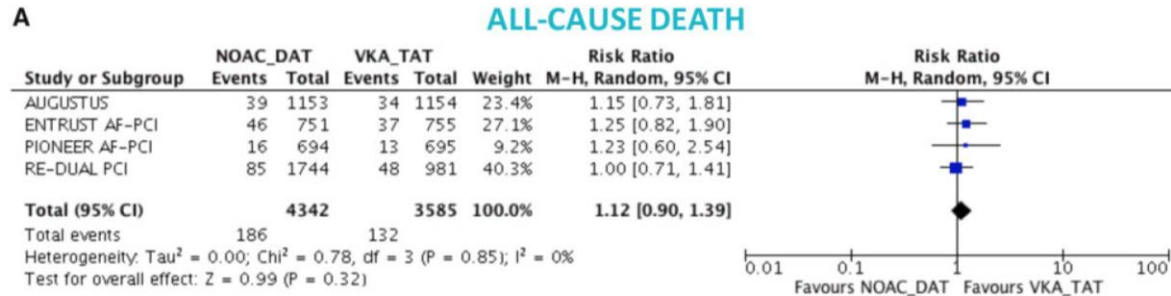 A
ALL-CAUSE DEATH
NOAC_DAT VKA_TAT Risk Ratio Risk Ratio
Study or Subgroup Events Total Events Total Weight M-H, Random, 95% CI M-H, Random, 95% CI
AUGUSTUS 39 1153 34 1154 23.4% 1.15 [0.73, 1.81]
ENTRUST AF-PCI 46 751 37 755 27.1% 1.25 [0.82, 1.90]
PIONEER AF-PCI 16 694 13 695 9.2% 1.23 [0.60, 2.54]
RE-DUAL PCI 85 1744 48 981 40.3% 1.00 [0.71, 1.41]
Total (95% CI) 4342 3585 100.0% 1.12 [0.90, 1.39]
Total events 186 132
Heterogeneity: Tau² = 0.00; Chi² = 0.78, df = 3 (P = 0.85); I² = 0%
Test for overall effect: Z = 0.99 (P = 0.32)
0.01 0.1 1 10 100
Favours NOAC_DAT Favours VKA_TAT